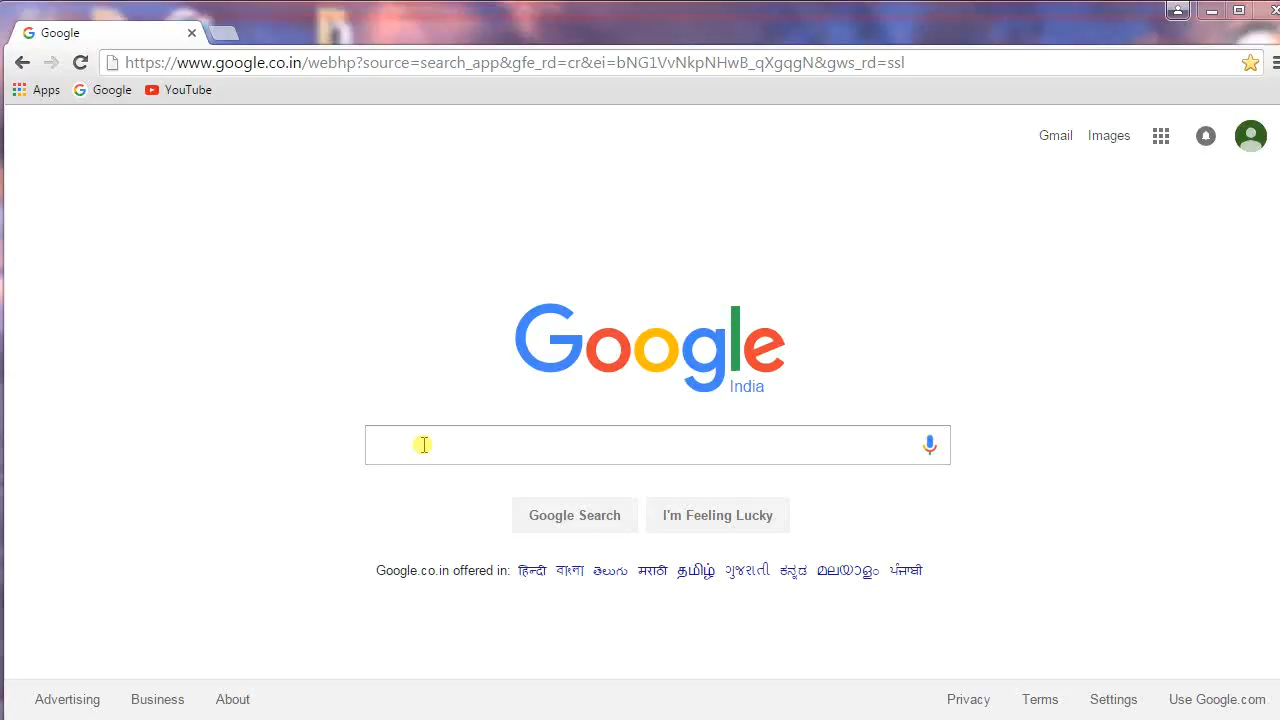 Google
https://www.google.co.in/webhp?source=search_app&gfe_rd=cr&ei=bNG1VvNkpNHwB_qXgqgN&gws_rd=ssl
Apps Google YouTube
Gmail Images
Google
India
Google Search I'm Feeling Lucky
Google.co.in offered in: हिन्दी বাংলা తెలుగు मराठी தமிழ் ગુજરાતી ಕನ್ನಡ മലയാളം ਪੰਜਾਬੀ
Advertising Business About Privacy Terms Settings Use Google.com